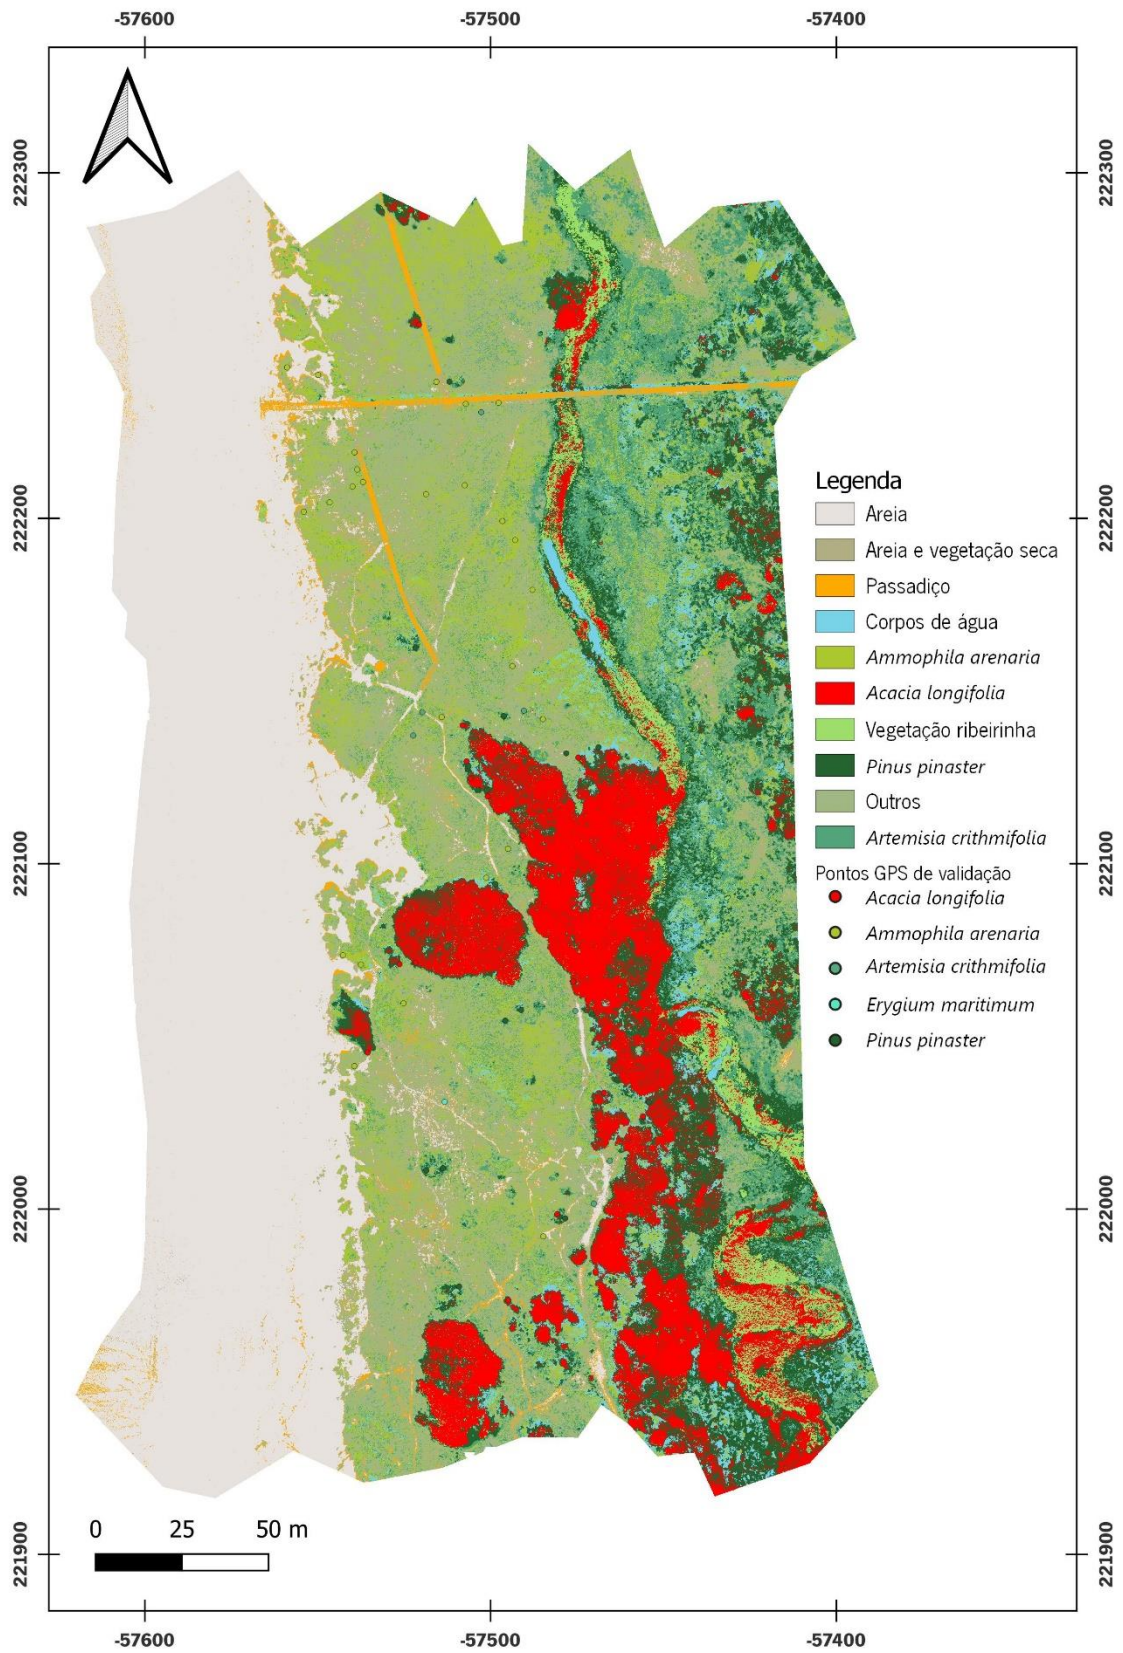 -57600 -57500 -57400
222300 222300
222200 222200
Legenda
Areia
Areia e vegetação seca
Passadiço
Corpos de água
Ammophila arenaria
Acacia longifolia
Vegetação ribeirinha
Pinus pinaster
Outros
Artemisia crithmifolia
222100 222100
Pontos GPS de validação
Acacia longifolia
Ammophila arenaria
Artemisia crithmifolia
Erygium maritimum
Pinus pinaster
222000 222000
0 25 50 m
221900 221900
-57600 -57500 -57400